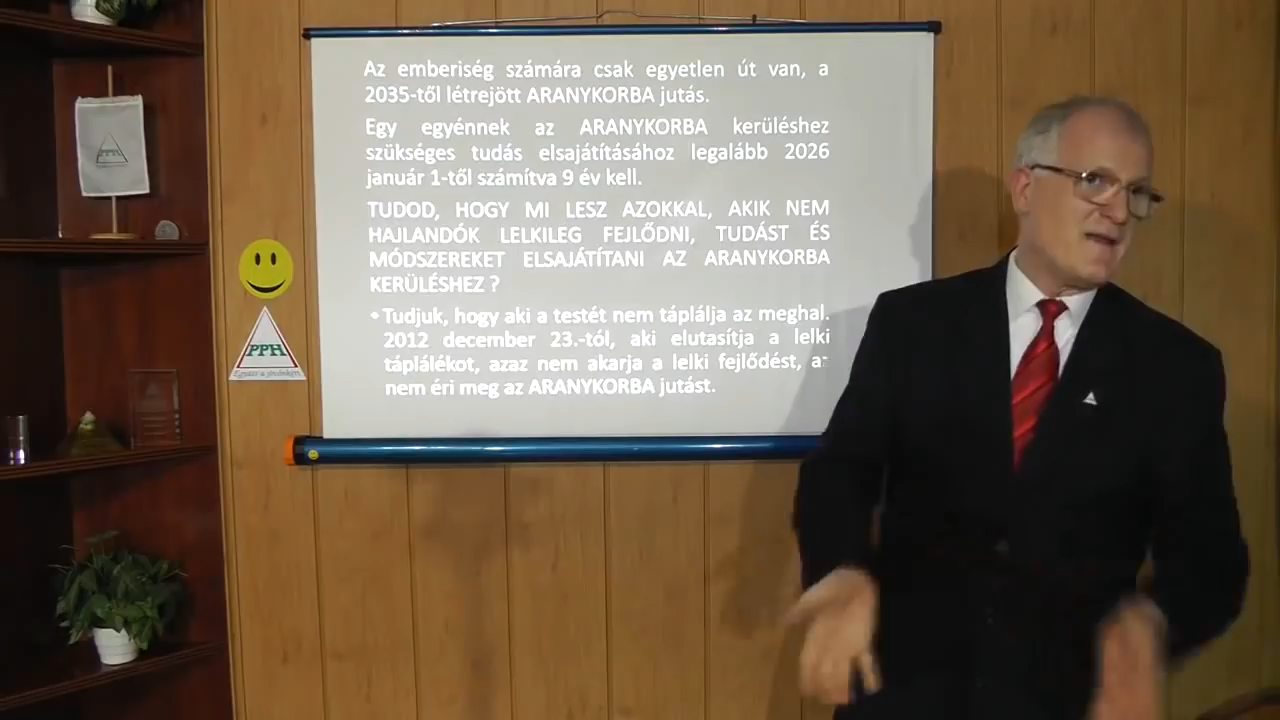 Az emberiség számára csak egyetlen út van, a
2035-től létrejött ARANYKORBA jutás.
Egy egyénnek az ARANYKORBA kerüléshez
szükséges tudás elsajátításához legalább 2026
január 1-től számítva 9 év kell.
TUDOD, HOGY MI LESZ AZOKKAL, AKIK NEM
HAJLANDÓK LELKILEG FEJLŐDNI, TUDÁST ÉS
MÓDSZEREKET ELSAJÁTÍTANI AZ ARANYKORBA
KERÜLÉSHEZ ?
• Tudjuk, hogy aki a testét nem táplálja az meghal.
2012 december 23.-tól, aki elutasítja a lelki
táplálékot, azaz nem akarja a lelki fejlődést,
nem éri meg az ARANYKORBA jutást.
PPH
PPH